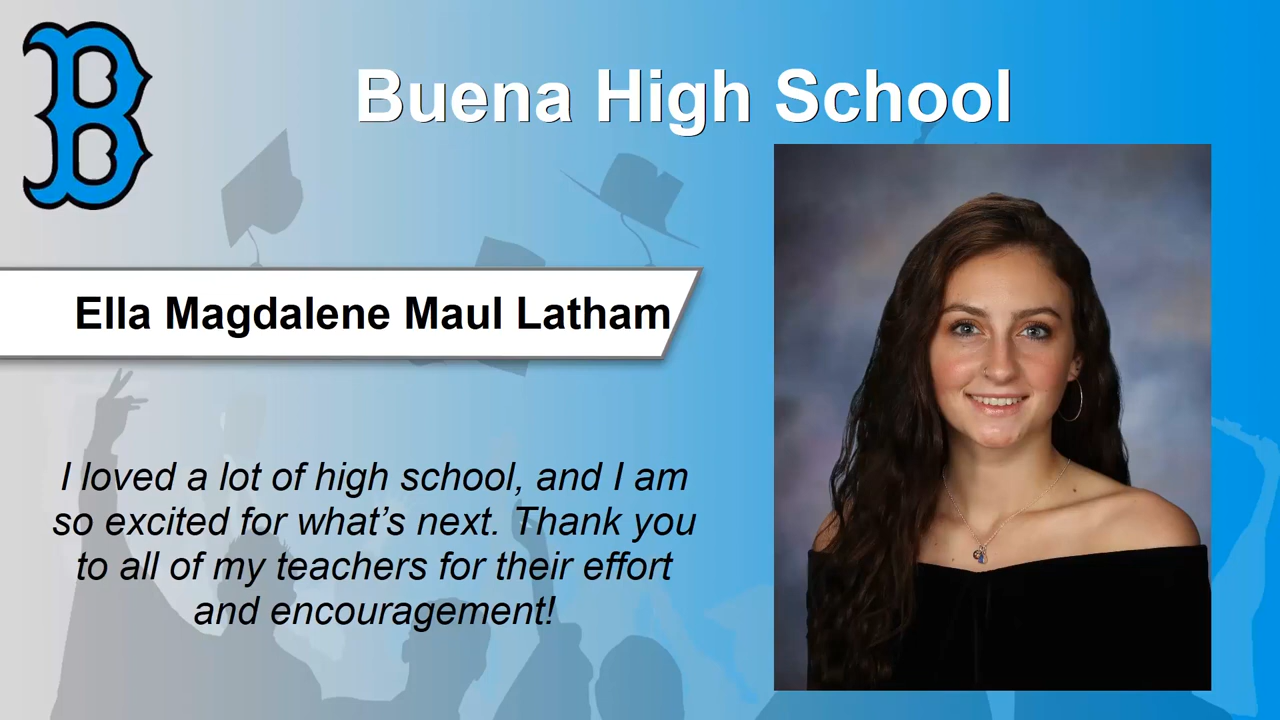 B
Buena High School
Ella Magdalene Maul Latham
I loved a lot of high school, and I am
so excited for what’s next. Thank you
to all of my teachers for their effort
and encouragement!